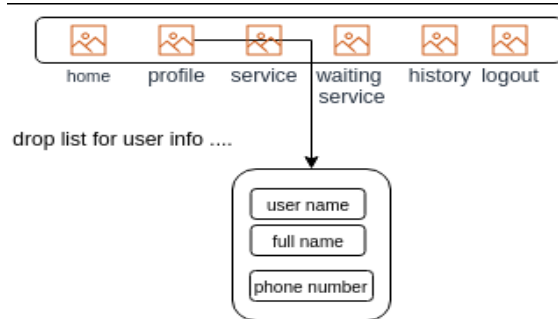 home profile service waiting history logout
service
drop list for user info ....
user name
full name
phone number